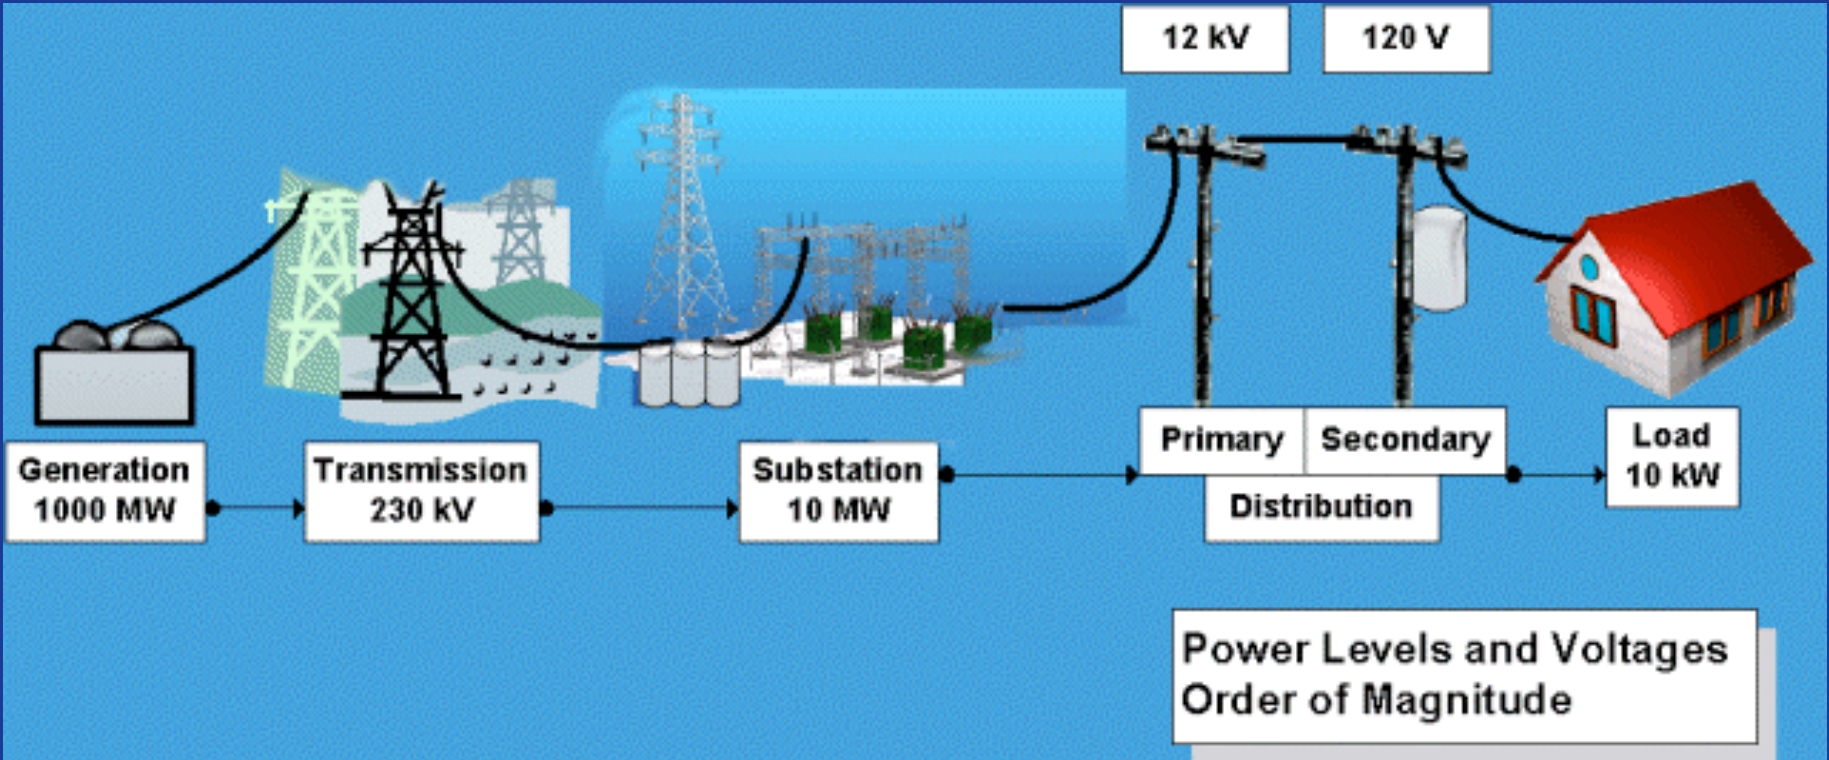 12 kV
120 V
Generation
1000 MW
Transmission
230 kV
Substation
10 MW
Primary
Secondary
Distribution
Load
10 kW
Power Levels and Voltages
Order of Magnitude